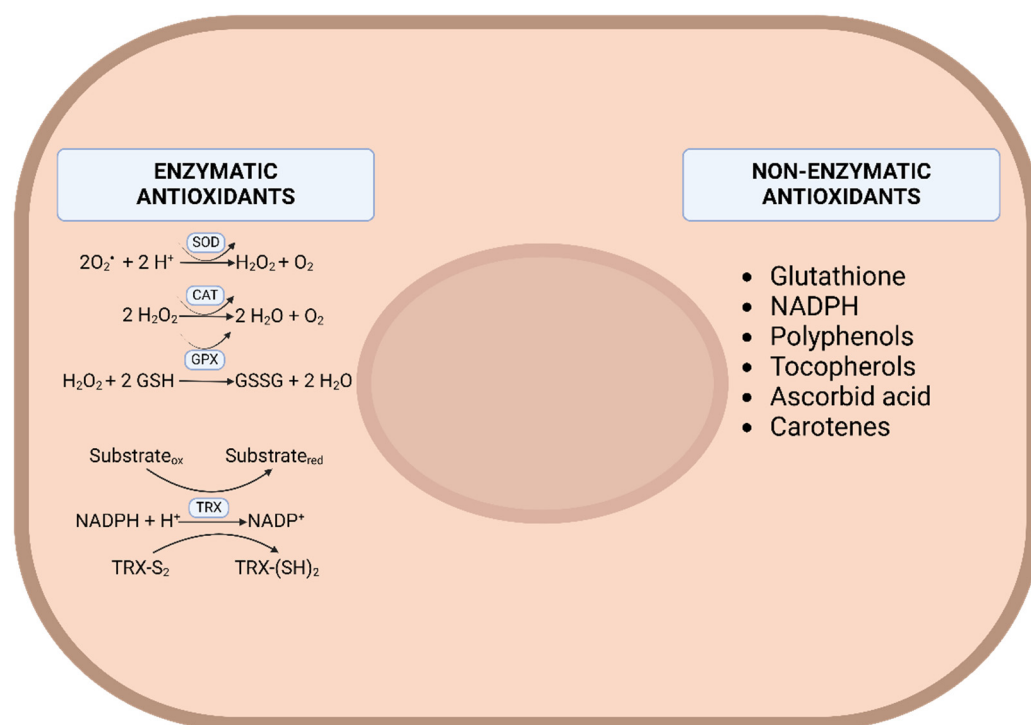 ENZYMATIC
ANTIOXIDANTS
SOD
2O₂• + 2 H⁺ H₂O₂ + O₂
CAT
2 H₂O₂ 2 H₂O + O₂
GPX
H₂O₂ + 2 GSH GSSG + 2 H₂O
Substrateox Substratered
TRX
NADPH + H⁺ NADP⁺
TRX-S₂ TRX-(SH)₂
NON-ENZYMATIC
ANTIOXIDANTS
• Glutathione
• NADPH
• Polyphenols
• Tocopherols
• Ascorbid acid
• Carotenes